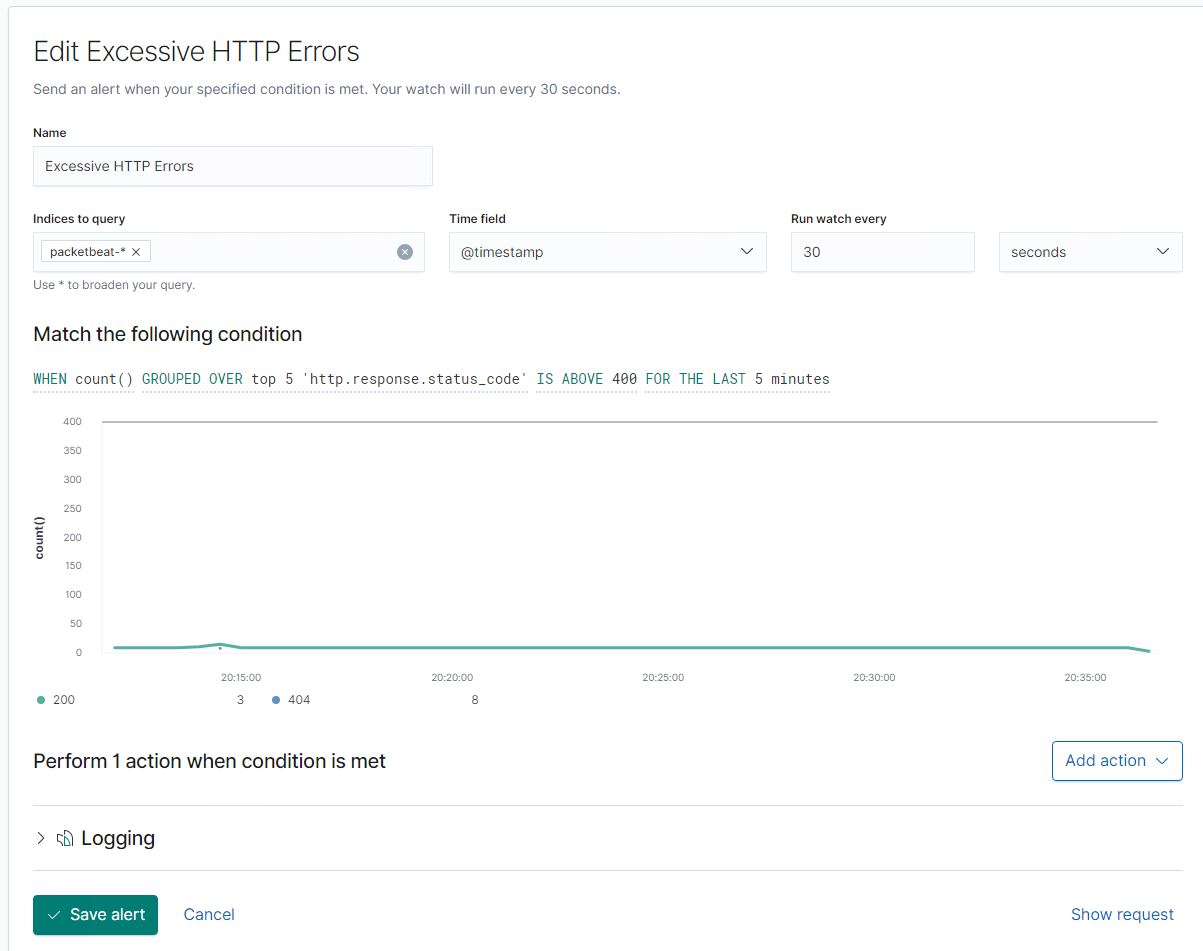 Edit Excessive HTTP Errors
Send an alert when your specified condition is met. Your watch will run every 30 seconds.
Name
Excessive HTTP Errors
Indices to query
Time field
Run watch every
packetbeat-*
@timestamp
30
seconds
Use * to broaden your query.
Match the following condition
WHEN count() GROUPED OVER top 5 'http.response.status_code' IS ABOVE 400 FOR THE LAST 5 minutes
400
350
300
250
200
150
100
50
0
count()
20:15:00 20:20:00 20:25:00 20:30:00 20:35:00
200 3 404 8
Perform 1 action when condition is met
Add action
Logging
Save alert
Cancel
Show request